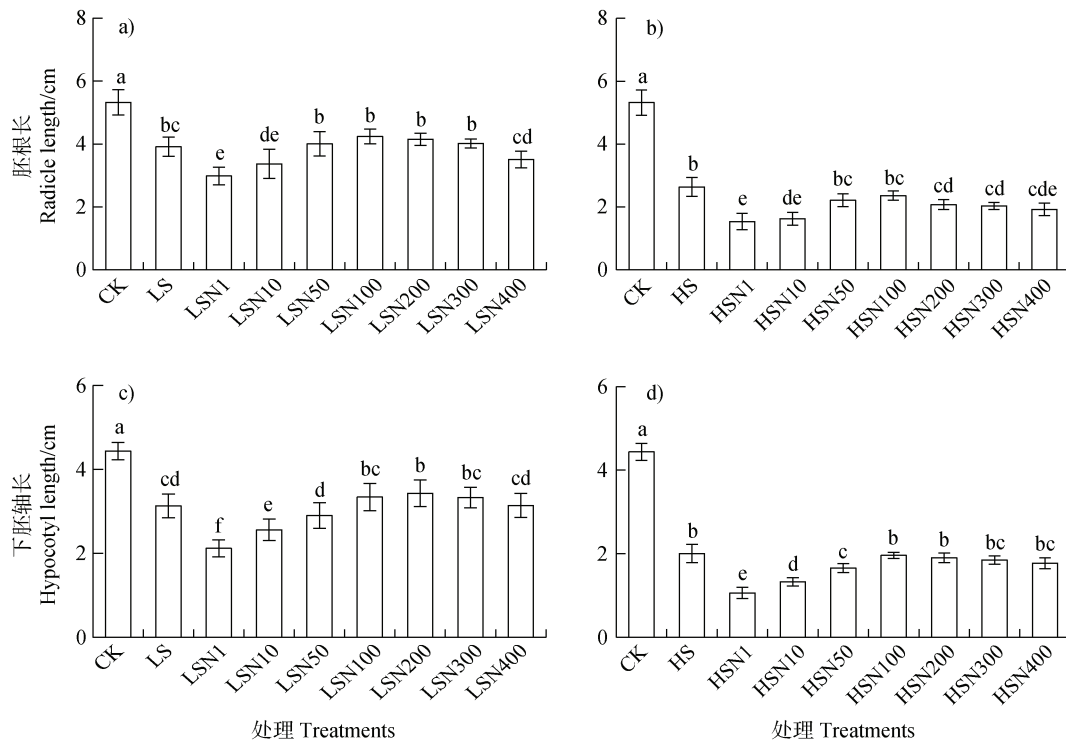 a)
胚根长
Radicle length/cm
8
6
4
2
0
a
bc
e
de
b
b
b
b
cd
CK
LS
LSN1
LSN10
LSN50
LSN100
LSN200
LSN300
LSN400
b)
8
6
4
2
0
a
b
e
de
bc
bc
cd
cd
cde
CK
HS
HSN1
HSN10
HSN50
HSN100
HSN200
HSN300
HSN400
c)
下胚轴长
Hypocotyl length/cm
6
4
2
0
a
cd
f
e
d
bc
b
bc
cd
CK
LS
LSN1
LSN10
LSN50
LSN100
LSN200
LSN300
LSN400
处理 Treatments
d)
6
4
2
0
a
b
e
d
c
b
b
bc
bc
CK
HS
HSN1
HSN10
HSN50
HSN100
HSN200
HSN300
HSN400
处理 Treatments